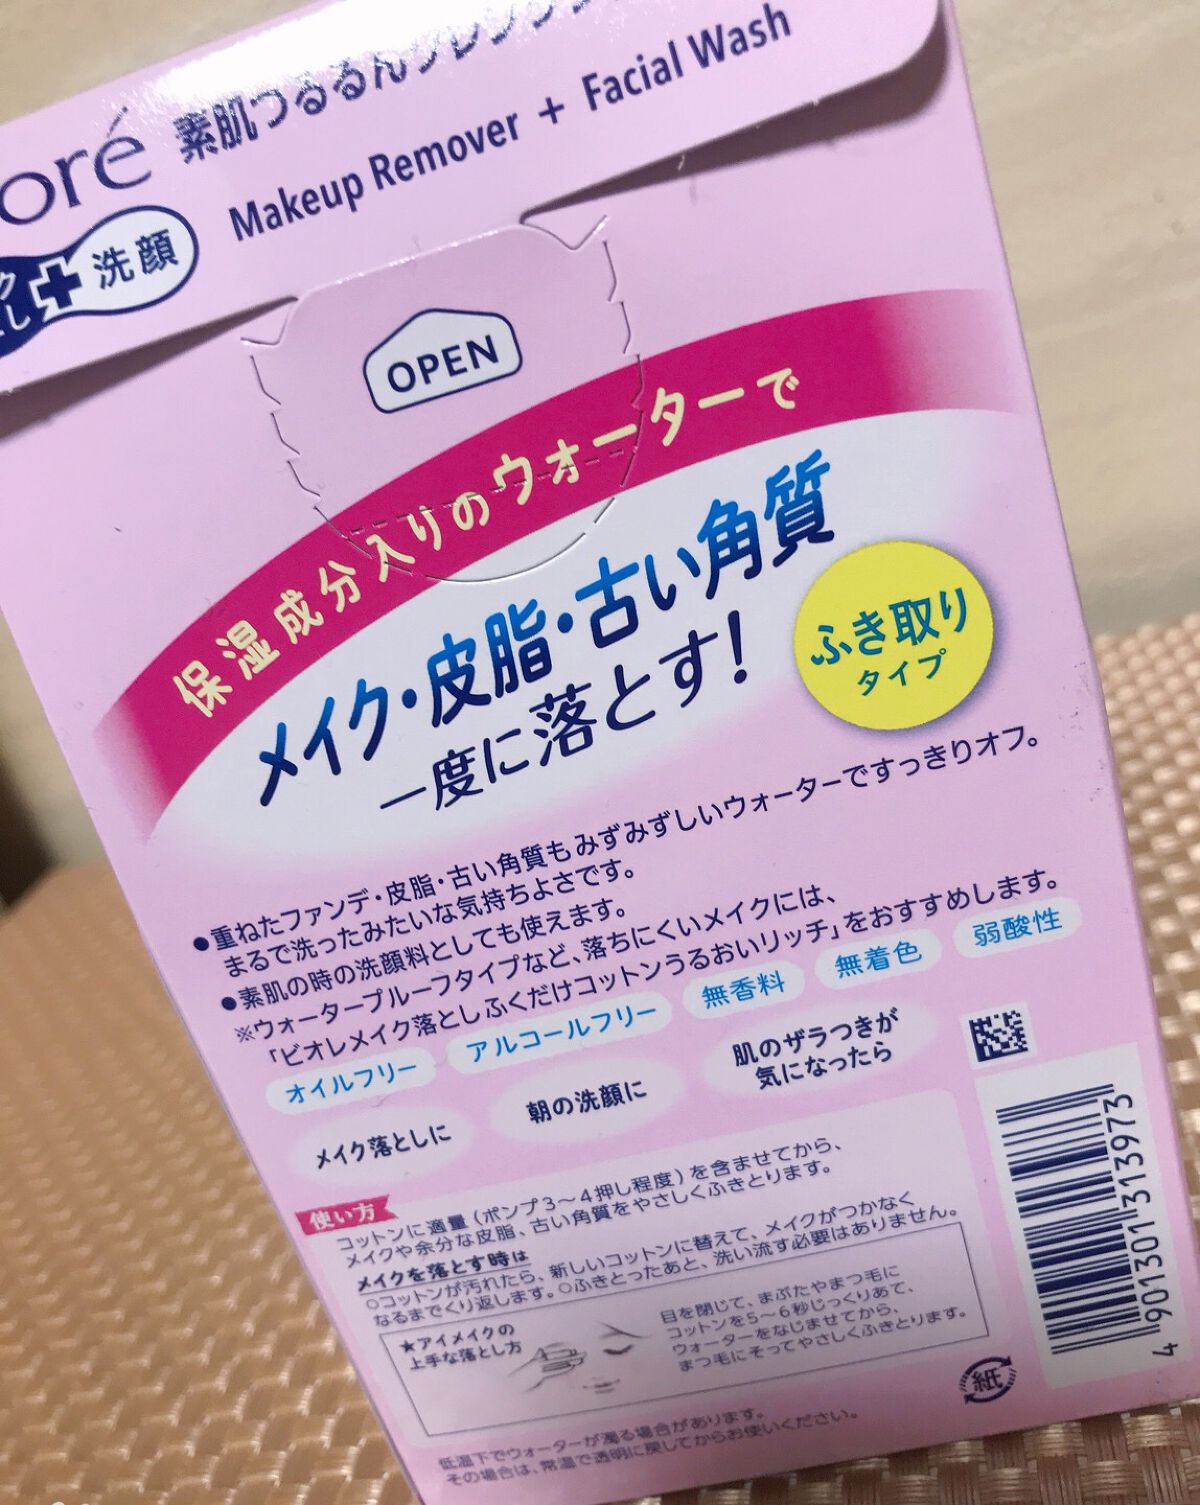 oré 素肌つるるんクレンジン
Makeup Remover + Facial Wash
ク
とし + 洗顔
OPEN
保湿成分入りのウォーターで
メイク・皮脂・古い角質
一度に落とす!
ふき取り
タイプ
●重ねたファンデ・皮脂・古い角質もみずみずしいウォーターですっきりオフ。
まるで洗ったみたいな気持ちよさです。
●素肌の時の洗顔料としても使えます。
※ウォータープルーフタイプなど、落ちにくいメイクには、
「ビオレメイク落としふくだけコットンうるおいリッチ」をおすすめします。
オイルフリー アルコールフリー 無香料 無着色 弱酸性
メイク落としに 朝の洗顔に 肌のザラつきが
気になったら
使い方
コットンに適量(ポンプ3〜4押し程度)を含ませてから、
メイクや余分な皮脂、古い角質をやさしくふきとります。
メイクを落とす時は
○コットンが汚れたら、新しいコットンに替えて、メイクがつかなく
なるまでくり返します。○ふきとったあと、洗い流す必要はありません。
★アイメイクの
上手な落とし方
目を閉じて、まぶたやまつ毛に
コットンを5〜6秒じっくりあて、
ウォーターをなじませてから、
まつ毛にそってやさしくふきとります。
低温下でウォーターが濁る場合があります。
その場合は、常温で透明に戻してからお使いください。
紙
4 901301 313973